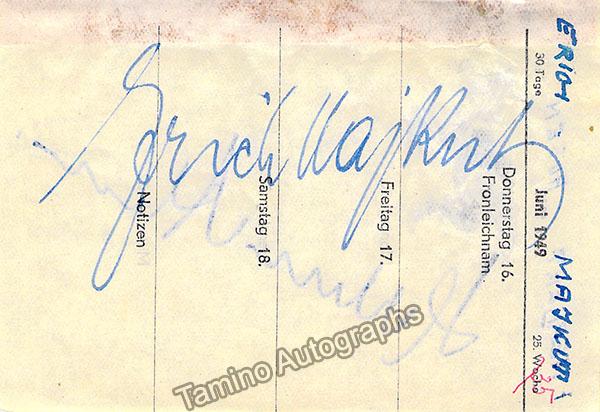 Erich Majkut
ERICH MAJKUT
30 Tage
Juni 1949
25. Woche
Donnerstag 16.
Fronleichnam
Freitag 17.
Samstag 18.
Notizen
Tamino Autographs